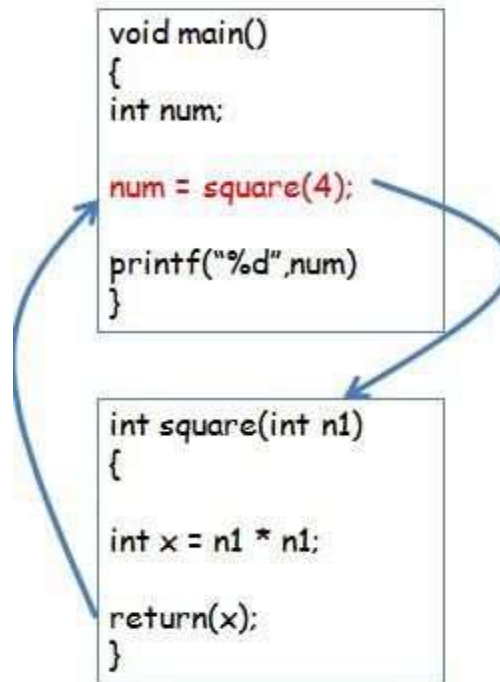 void main()
{
int num;
num = square(4);
printf("%d",num)
}
int square(int n1)
{
int x = n1 * n1;
return(x);
}